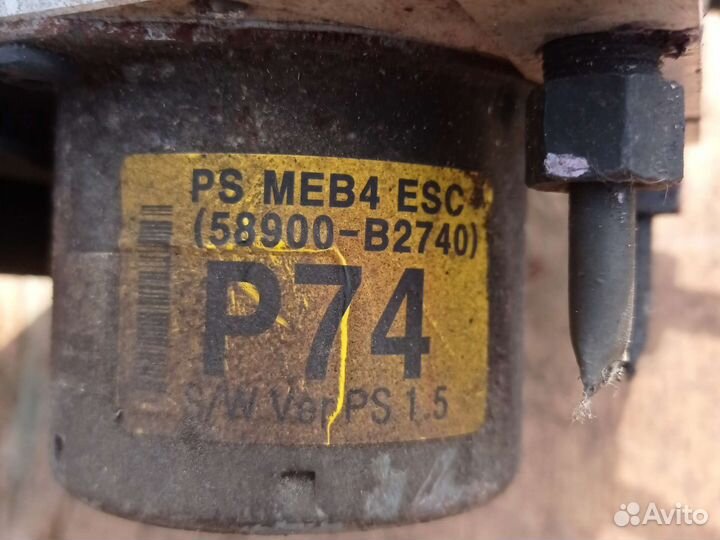 PS MEB4 ESC
(58900-B2740)
P74
S/W Ver.PS 1.5
Avito